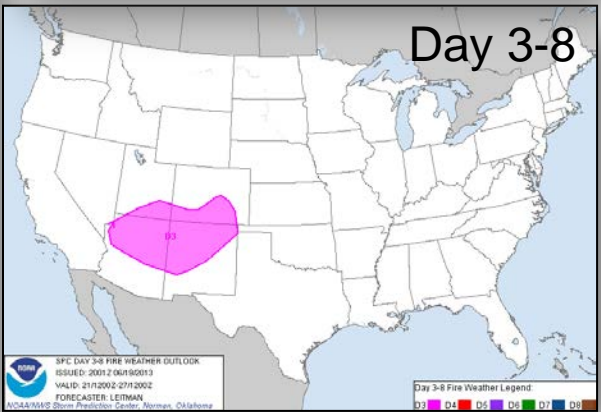 Day 3-8
D3
NOAA
SPC DAY 3-8 FIRE WEATHER OUTLOOK
ISSUED: 2001Z 06/19/2013
VALID: 21/1200Z-27/1200Z
FORECASTER: LEITMAN
NOAA/NWS Storm Prediction Center, Norman, Oklahoma
Day 3-8 Fire Weather Legend:
D3 D4 D5 D6 D7 D8